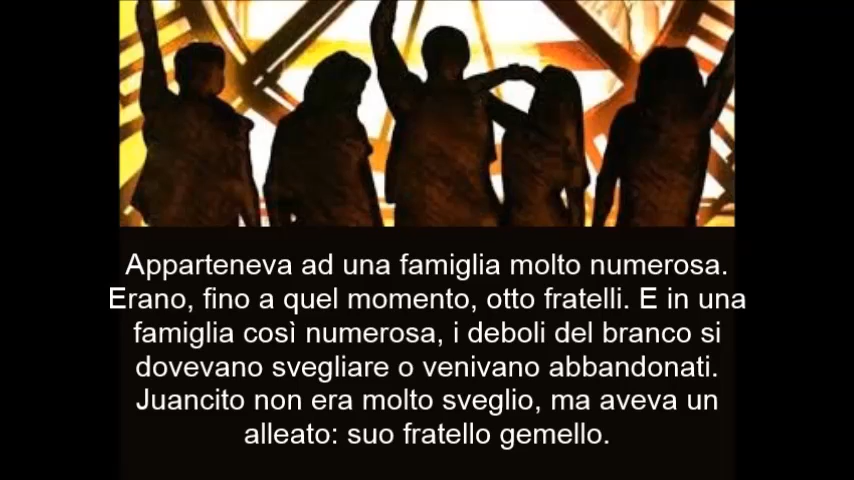 Apparteneva ad una famiglia molto numerosa.
Erano, fino a quel momento, otto fratelli. E in una
famiglia così numerosa, i deboli del branco si
dovevano svegliare o venivano abbandonati.
Juancito non era molto sveglio, ma aveva un
alleato: suo fratello gemello.